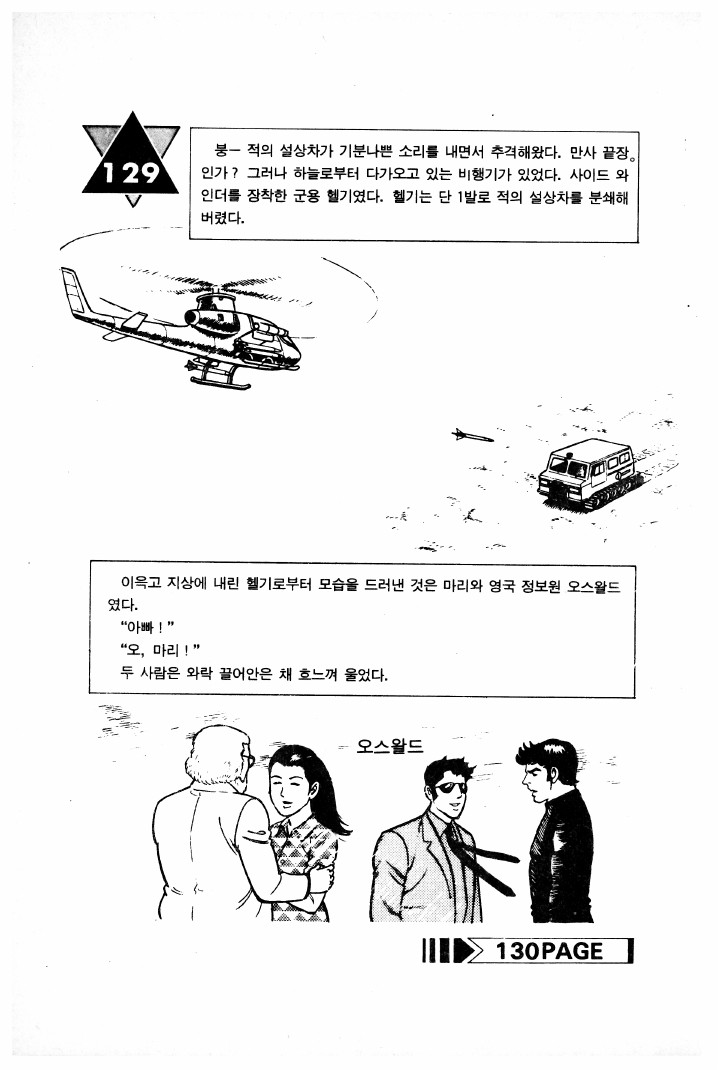 129
붕— 적의 설상차가 기분나쁜 소리를 내면서 추격해왔다. 만사 끝장。
인가? 그러나 하늘로부터 다가오고 있는 비행기가 있었다. 사이드 와
인더를 장착한 군용 헬기였다. 헬기는 단 1발로 적의 설상차를 분쇄해
버렸다.
이윽고 지상에 내린 헬기로부터 모습을 드러낸 것은 마리와 영국 정보원 오스왈드
였다.
“아빠!”
“오, 마리!”
두 사람은 와락 끌어안은 채 흐느껴 울었다.
오스왈드
130PAGE